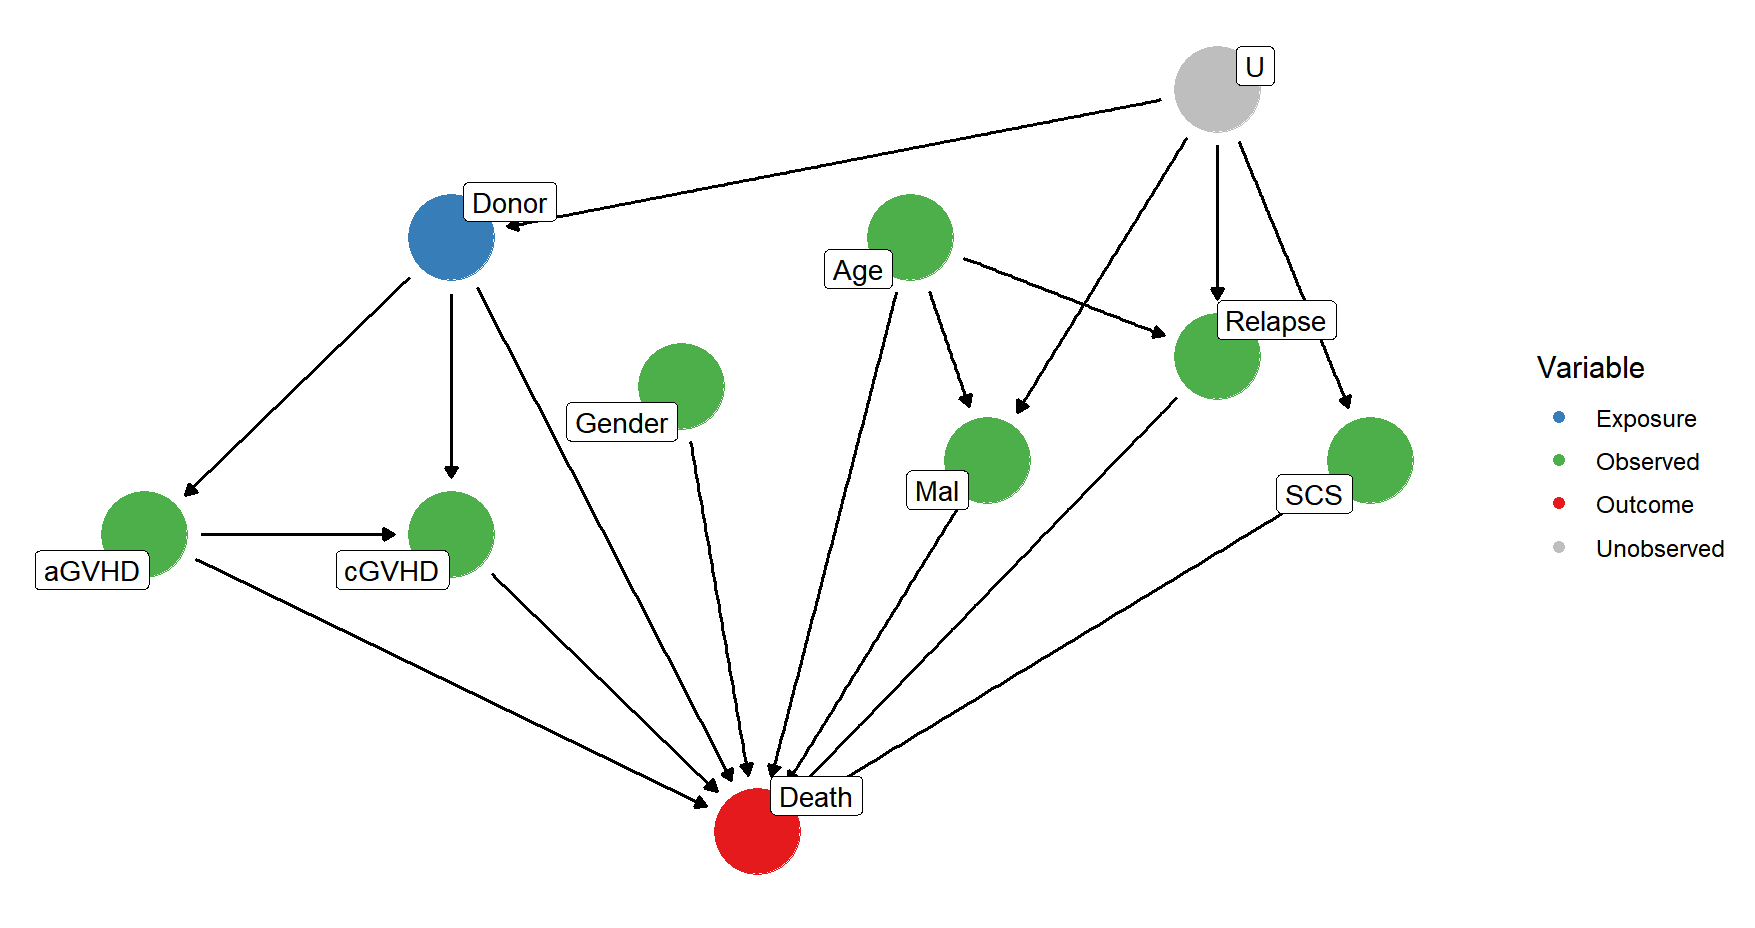 U
Donor
Age
Relapse
Gender
Mal
SCS
aGVHD
cGVHD
Death
Variable
Exposure
Observed
Outcome
Unobserved